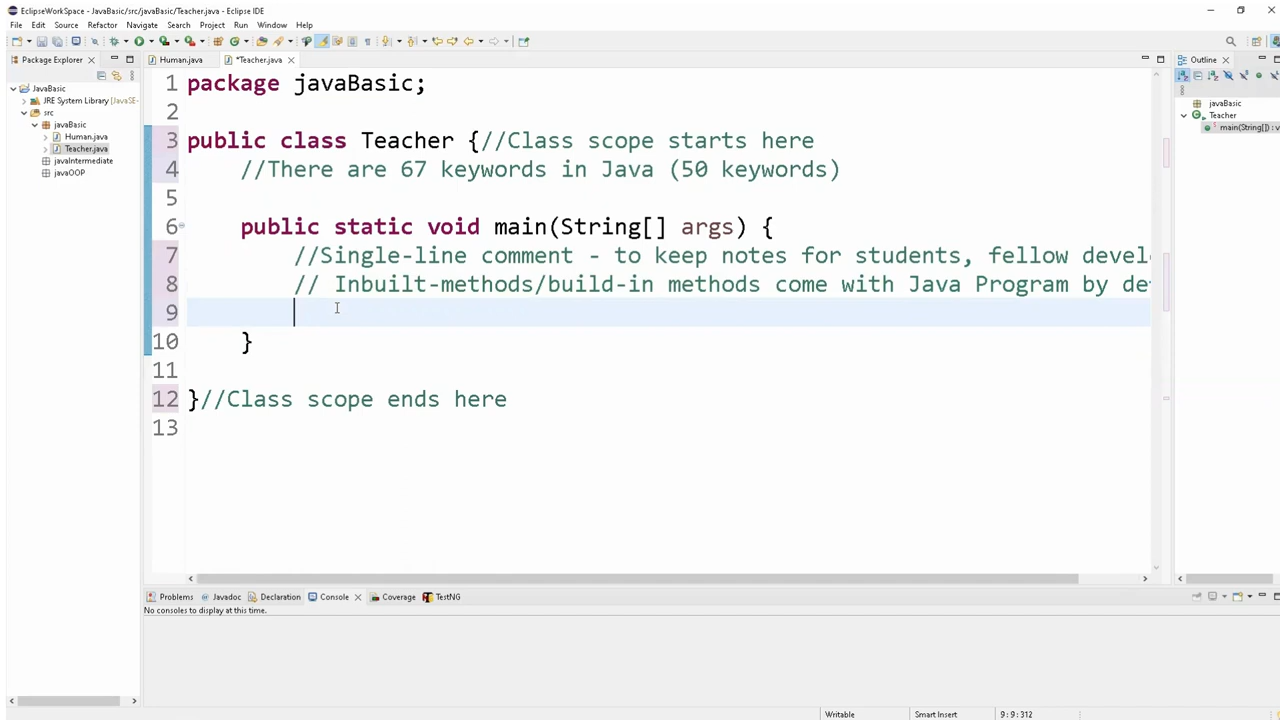 EclipseWorkSpace - JavaBasic/src/javaBasic/Teacher.java - Eclipse IDE
File Edit Source Refactor Navigate Search Project Run Window Help
Package Explorer
Human.java
*Teacher.java
Outline
JavaBasic
JRE System Library [JavaSE-
src
javaBasic
Human.java
Teacher.java
javaIntermediate
javaOOP
1 package javaBasic;
2
3 public class Teacher {//Class scope starts here
4 //There are 67 keywords in Java (50 keywords)
5
6 public static void main(String[] args) {
7 //Single-line comment - to keep notes for students, fellow devel
8 // Inbuilt-methods/build-in methods come with Java Program by de
9
10 }
11
12 }//Class scope ends here
13
javaBasic
Teacher
main(String[]) : v
Problems Javadoc Declaration Console Coverage TestNG
No consoles to display at this time.
Writable Smart Insert 9 : 9 : 312